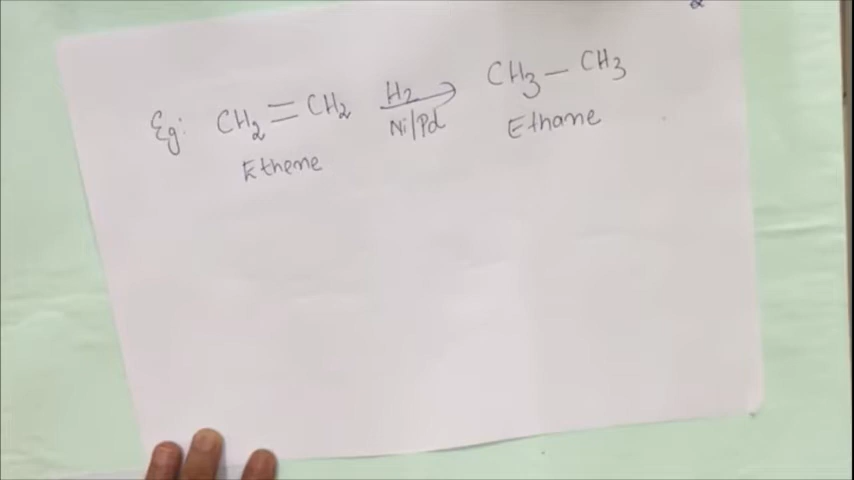 Eg: CH₂=CH₂ H₂ → CH₃–CH₃
Ni/Pd
Ethene Ethane